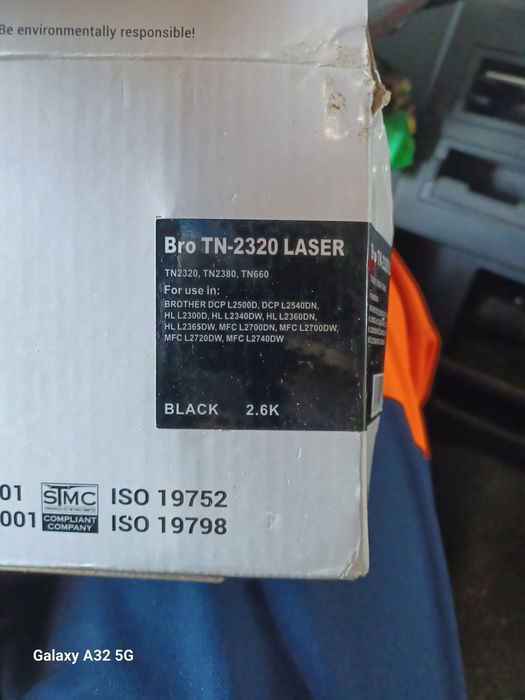 Be environmentally responsible!
Bro TN-2320 LASER
TN2320, TN2380, TN660
For use in:
BROTHER DCP L2500D, DCP L2540DN,
HL L2300D, HL L2340DW, HL L2360DN,
HL L2365DW, MFC L2700DN, MFC L2700DW,
MFC L2720DW, MFC L2740DW
BLACK 2.6K
01 STMC ISO 19752
001 COMPLIANT COMPANY ISO 19798
Galaxy A32 5G